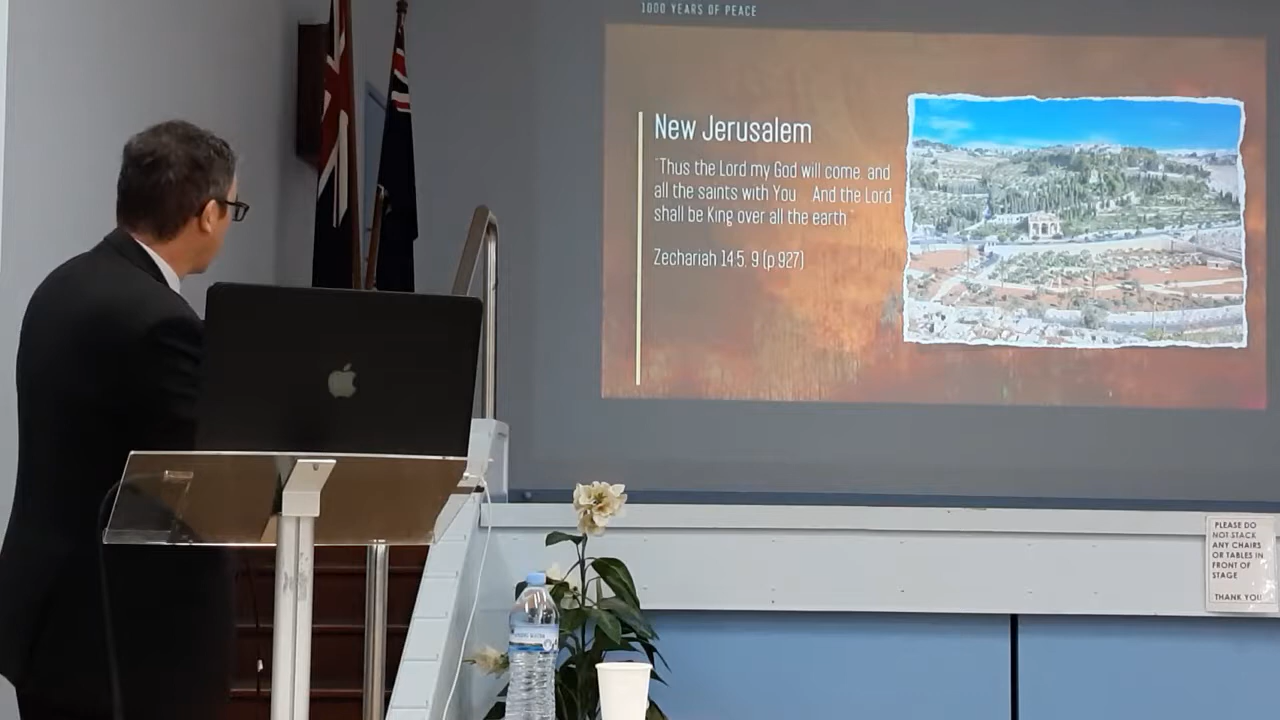 1000 YEARS OF PEACE
New Jerusalem
"Thus the Lord my God will come, and
all the saints with You   And the Lord
shall be King over all the earth"
Zechariah 14:5, 9 (p.927)
PLEASE DO
NOT STACK
ANY CHAIRS
OR TABLES IN
FRONT OF
STAGE
THANK YOU